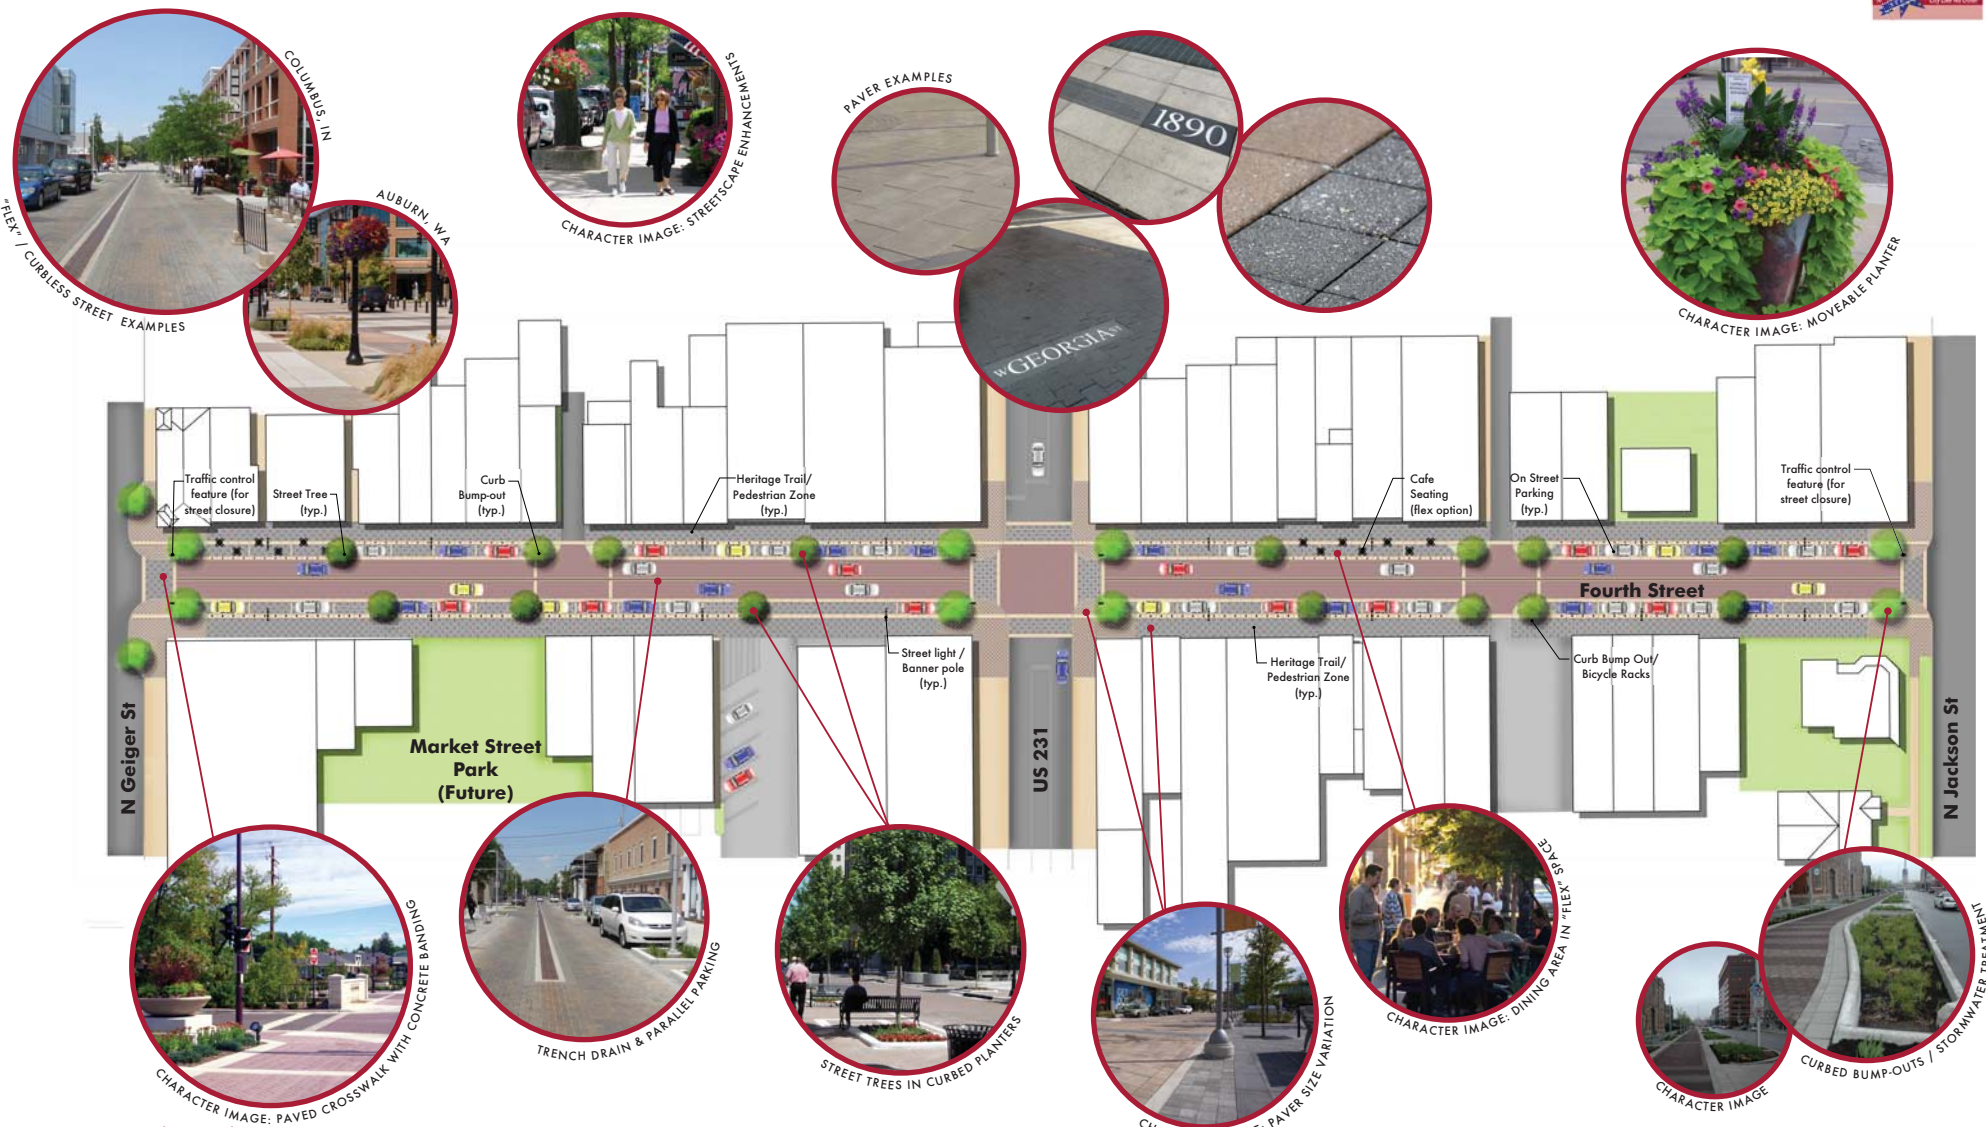 City Like No Other
COLUMBUS, IN
"FLEX" / CURBLESS STREET EXAMPLES
AUBURN, WA
CHARACTER IMAGE: STREETSCAPE ENHANCEMENTS
PAVER EXAMPLES
1890
W GEORGIA ST
CHARACTER IMAGE: MOVEABLE PLANTER
Traffic control
feature (for
street closure)
Street Tree
(typ.)
Curb
Bump-out
(typ.)
Heritage Trail/
Pedestrian Zone
(typ.)
Cafe
Seating
(flex option)
On Street
Parking
(typ.)
Traffic control
feature (for
street closure)
Fourth Street
Street light /
Banner pole
(typ.)
Heritage Trail/
Pedestrian Zone
(typ.)
Curb Bump Out/
Bicycle Racks
N Geiger St
Market Street
Park
(Future)
US 231
N Jackson St
CHARACTER IMAGE: PAVED CROSSWALK WITH CONCRETE BANDING
TRENCH DRAIN & PARALLEL PARKING
STREET TREES IN CURBED PLANTERS
PAVER SIZE VARIATION
CHARACTER IMAGE: DINING AREA IN "FLEX" SPACE
CHARACTER IMAGE
CURBED BUMP-OUTS / STORMWATER TREATMENT